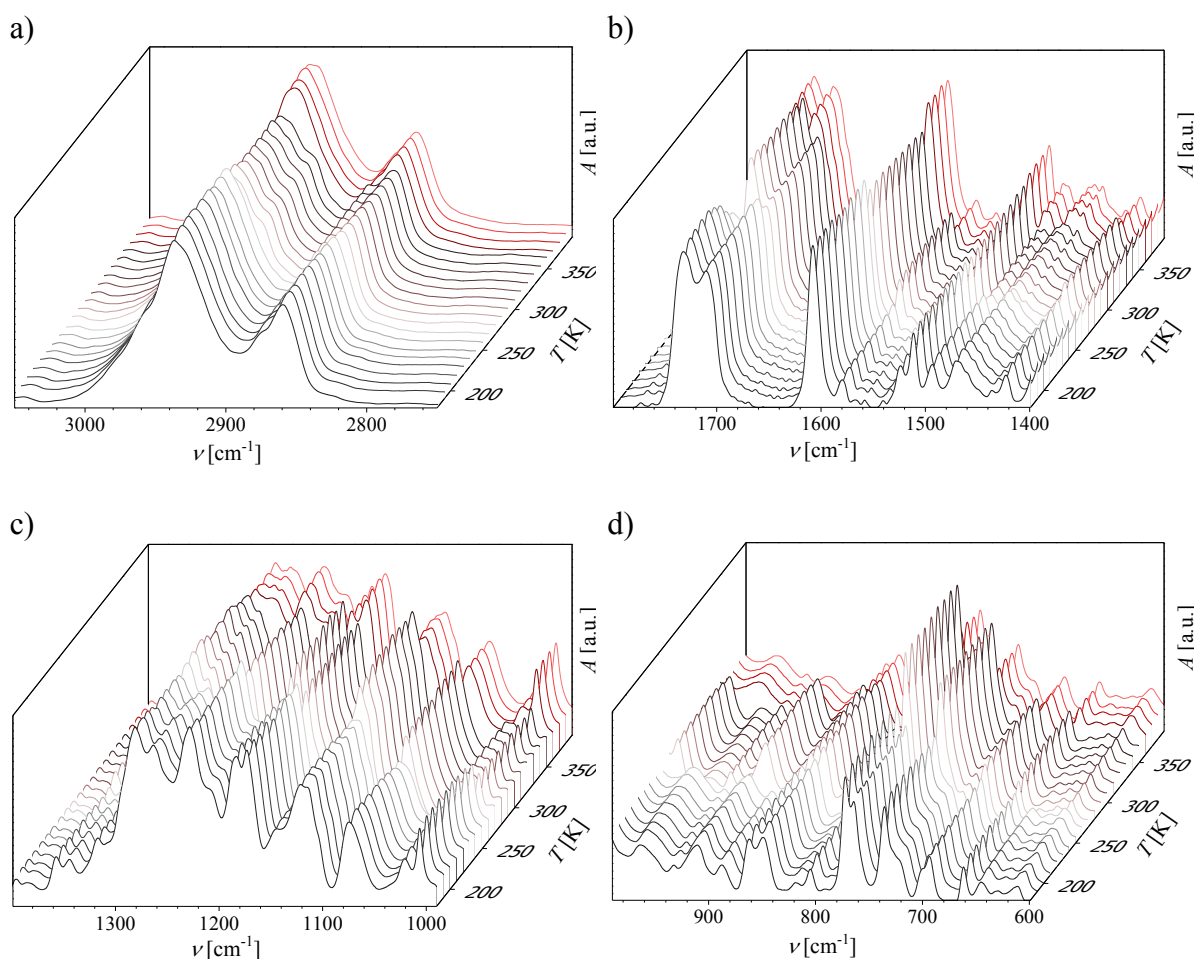 a)
A [a.u.]
350
300
250
200
T [K]
3000 2900 2800
ν [cm-1]
b)
A [a.u.]
350
300
250
200
T [K]
1700 1600 1500 1400
ν [cm-1]
c)
A [a.u.]
350
300
250
200
T [K]
1300 1200 1100 1000
ν [cm-1]
d)
A [a.u.]
350
300
250
200
T [K]
900 800 700 600
ν [cm-1]